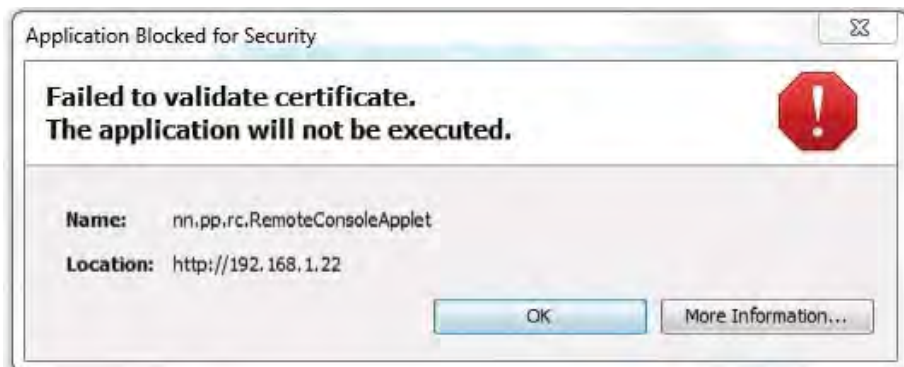 Application Blocked for Security
Failed to validate certificate.
The application will not be executed.
Name: nn.pp.rc.RemoteConsoleApplet
Location: http://192.168.1.22
OK More Information...